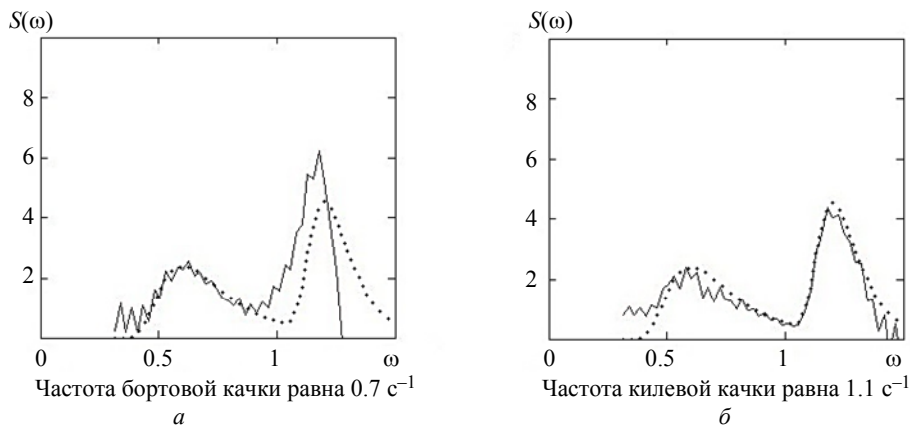 S(ω)
8
6
4
2
0
0.5
1
ω
Частота бортовой качки равна 0.7 с⁻¹
а
S(ω)
8
6
4
2
0
0.5
1
ω
Частота килевой качки равна 1.1 с⁻¹
б